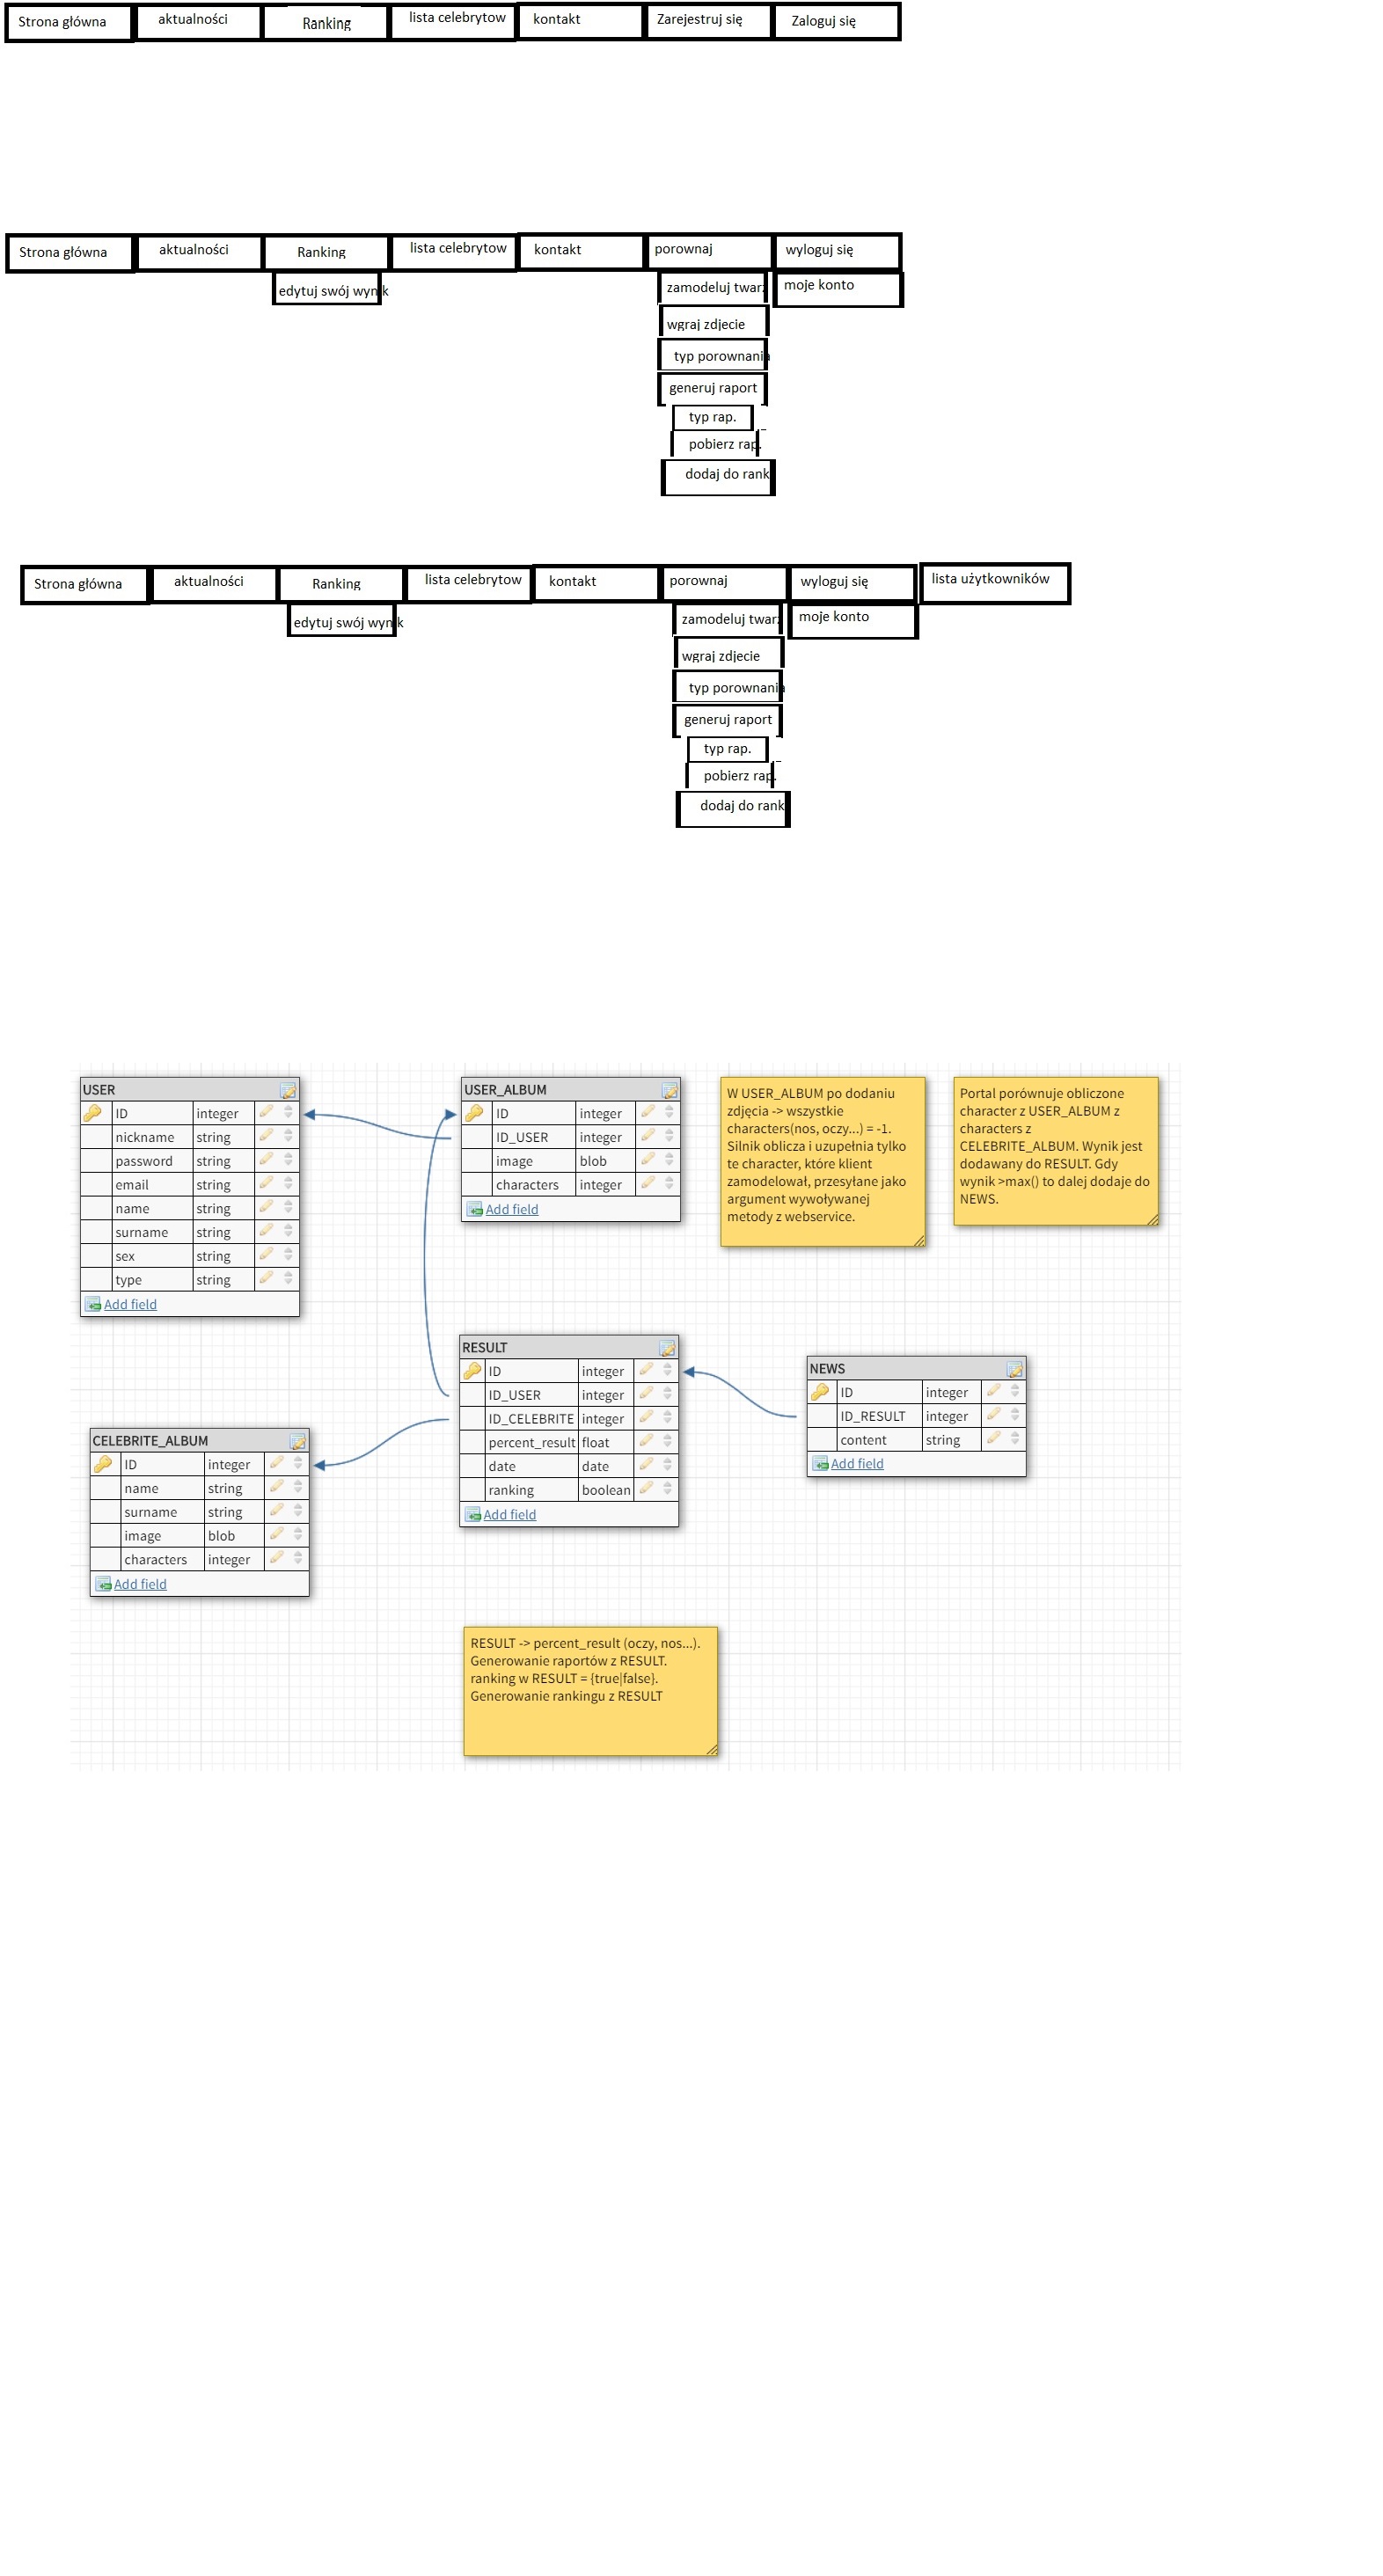 Strona główna aktualności Ranking lista celebrytow kontakt Zarejestruj się Zaloguj się
Strona główna aktualności Ranking lista celebrytow kontakt porownaj wyloguj się
edytuj swój wynik zamodeluj twarz moje konto
wgraj zdjecie
typ porownania
generuj raport
typ rap.
pobierz rap.
dodaj do rank
Strona główna aktualności Ranking lista celebrytow kontakt porownaj wyloguj się lista użytkowników
edytuj swój wynik zamodeluj twarz moje konto
wgraj zdjecie
typ porownania
generuj raport
typ rap.
pobierz rap.
dodaj do rank
USER
ID integer
nickname string
password string
email string
name string
surname string
sex string
type string
Add field
USER_ALBUM
ID integer
ID_USER integer
image blob
characters integer
Add field
W USER_ALBUM po dodaniu
zdjęcia -> wszystkie
characters(nos, oczy...) = -1.
Silnik oblicza i uzupełnia tylko
te character, które klient
zamodelował, przesyłane jako
argument wywoływanej
metody z webservice.
Portal porównuje obliczone
character z USER_ALBUM z
characters z
CELEBRITE_ALBUM. Wynik jest
dodawany do RESULT. Gdy
wynik >max() to dalej dodaje do
NEWS.
RESULT
ID integer
ID_USER integer
ID_CELEBRITE integer
percent_result float
date date
ranking boolean
Add field
NEWS
ID integer
ID_RESULT integer
content string
Add field
CELEBRITE_ALBUM
ID integer
name string
surname string
image blob
characters integer
Add field
RESULT -> percent_result (oczy, nos...).
Generowanie raportów z RESULT.
ranking w RESULT = {true|false}.
Generowanie rankingu z RESULT